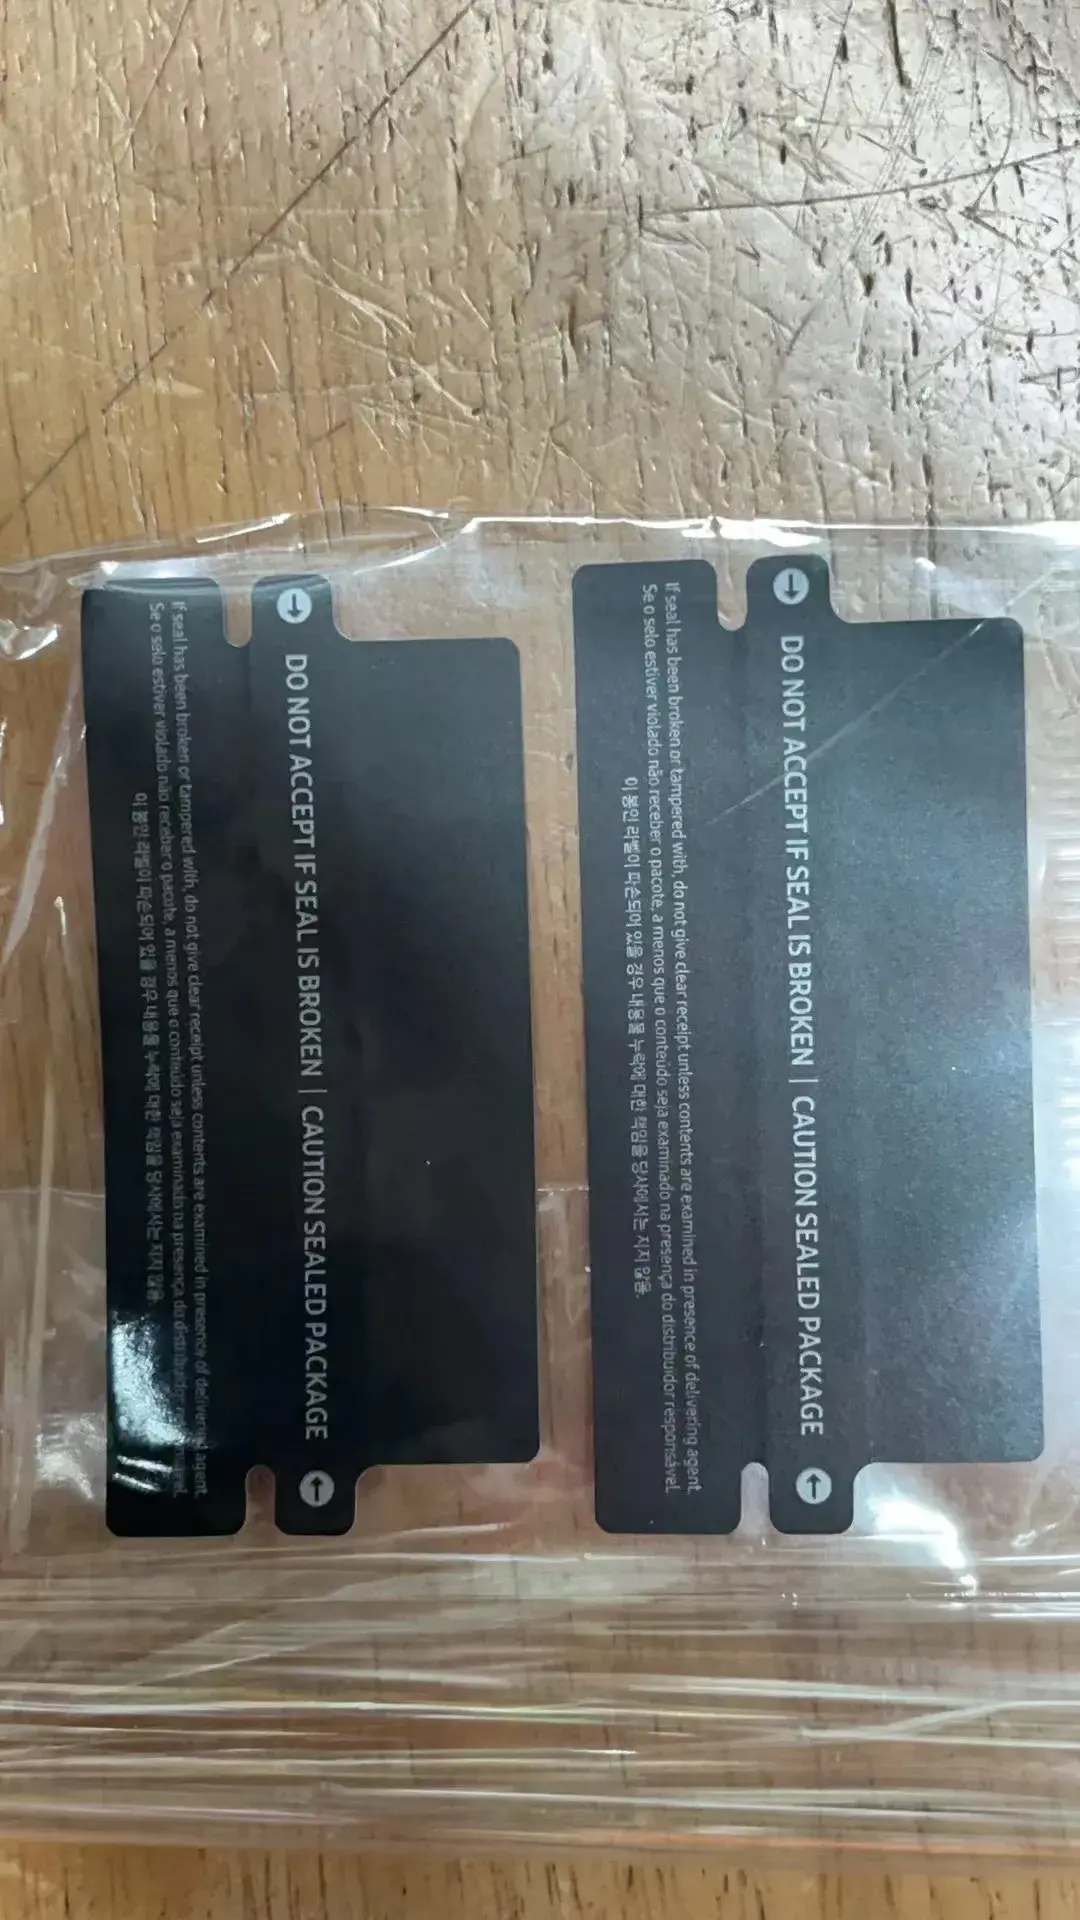 DO NOT ACCEPT IF SEAL IS BROKEN | CAUTION SEALED PACKAGE
If seal has been broken or tampered with, do not give clear receipt unless contents are examined in presence of delivering agent.
Se o selo estiver violado não receber o pacote, a menos que o conteúdo seja examinado na presença do distribuidor responsável.
이 봉인 라벨이 파손되어 있을 경우 내용물 누락에 대한 책임을 당사에서는 지지 않음.
DO NOT ACCEPT IF SEAL IS BROKEN | CAUTION SEALED PACKAGE
If seal has been broken or tampered with, do not give clear receipt unless contents are examined in presence of delivering agent.
Se o selo estiver violado não receber o pacote, a menos que o conteúdo seja examinado na presença do
이 봉인 라벨이 파손되어 있을 경우 내용물 누락에 대한 책임을 당사에서는 지지 않음.